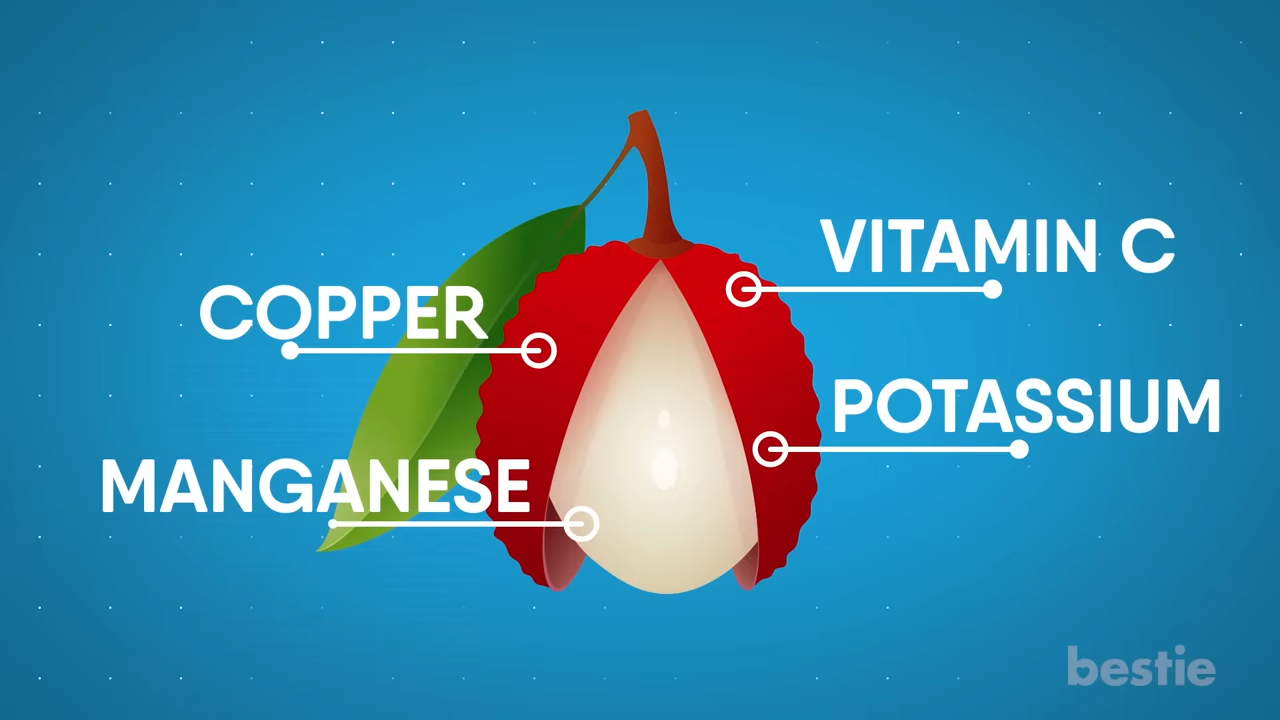 VITAMIN C
COPPER
POTASSIUM
MANGANESE
bestie